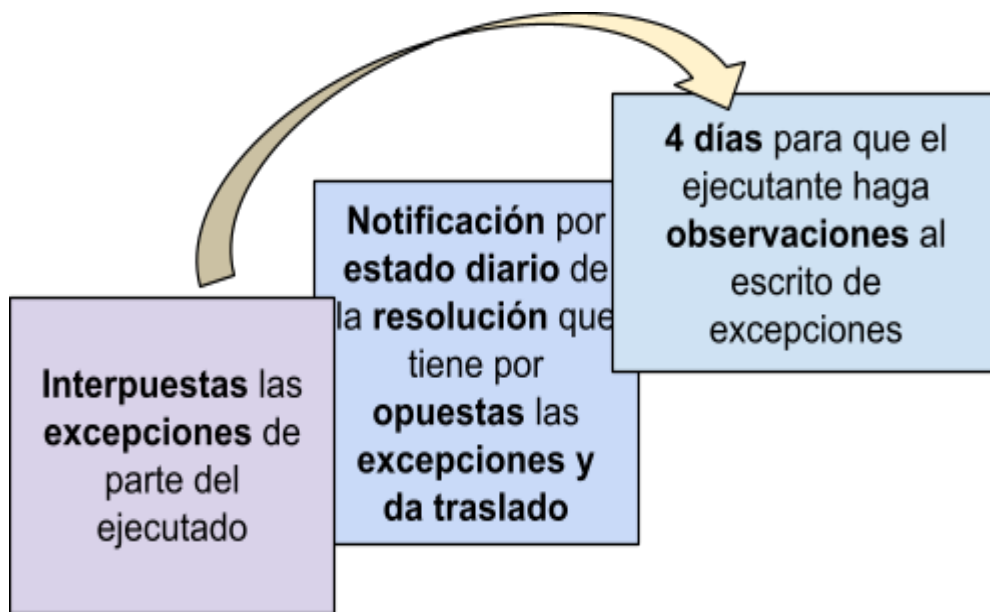 Interpuestas las
excepciones de
parte del
ejecutado
Notificación por
estado diario de
la resolución que
tiene por
opuestas las
excepciones y
da traslado
4 días para que el
ejecutante haga
observaciones al
escrito de
excepciones